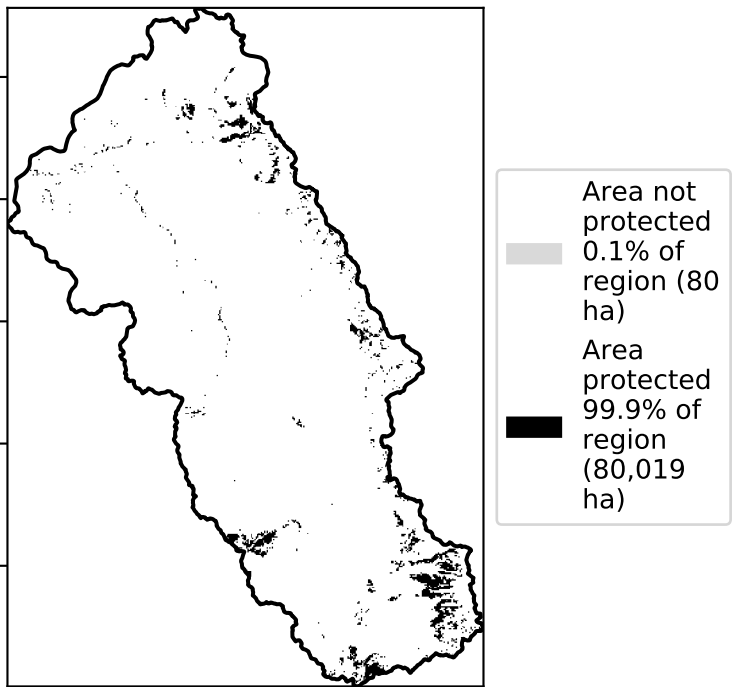 Area not
protected
0.1% of
region (80
ha)
Area
protected
99.9% of
region
(80,019
ha)